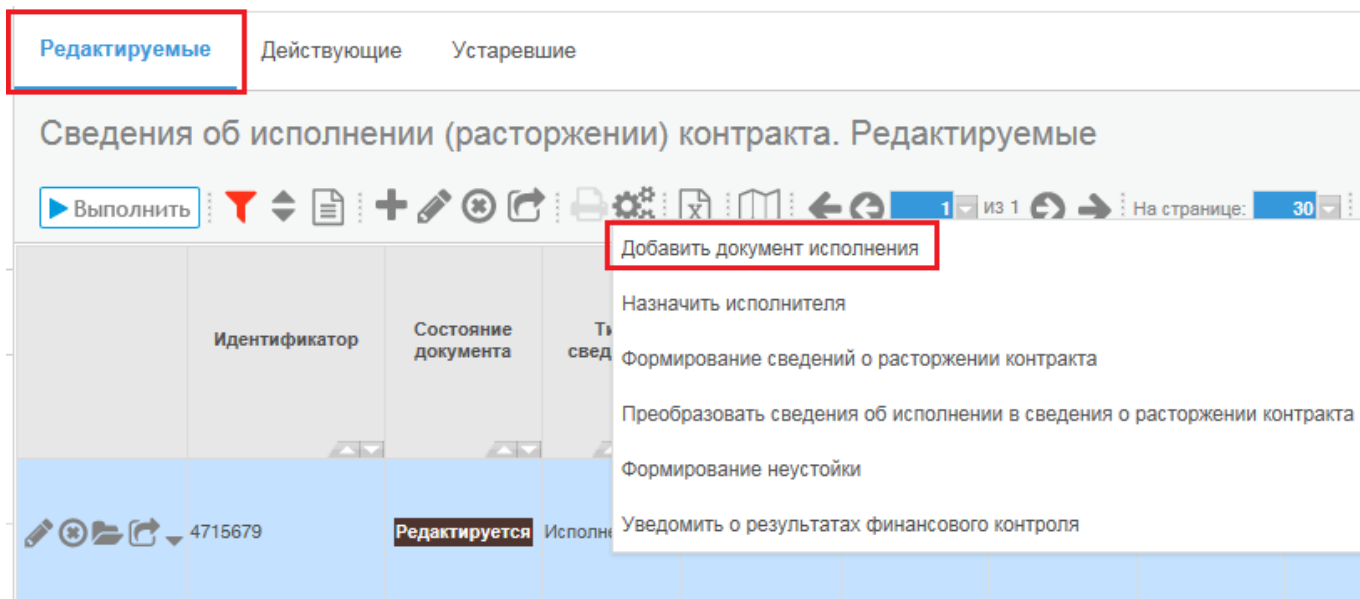 Редактируемые Действующие Устаревшие
Сведения об исполнении (расторжении) контракта. Редактируемые
Выполнить 1 из 1 На странице: 30
Добавить документ исполнения
Назначить исполнителя
Идентификатор Состояние документа
Формирование сведений о расторжении контракта
Преобразовать сведения об исполнении в сведения о расторжении контракта
Формирование неустойки
4715679 Редактируется
Уведомить о результатах финансового контроля